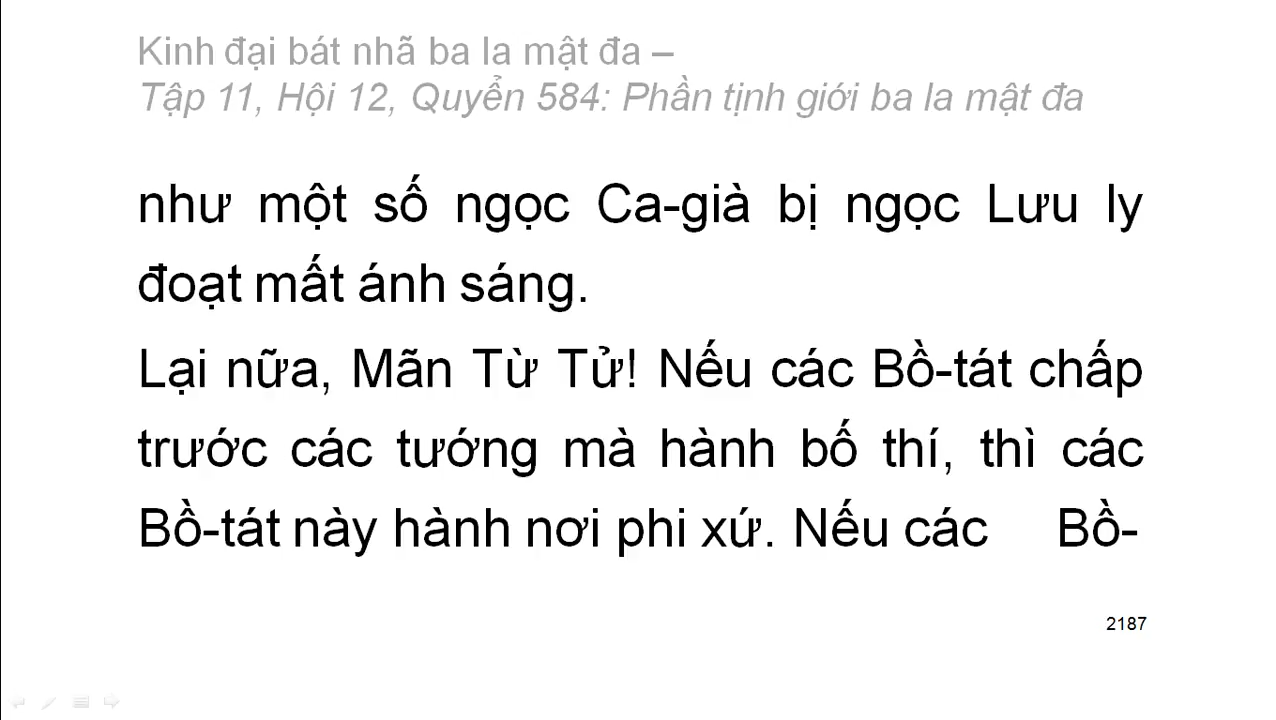 Kinh đại bát nhã ba la mật đa –
Tập 11, Hội 12, Quyển 584: Phần tịnh giới ba la mật đa
như một số ngọc Ca-già bị ngọc Lưu ly
đoạt mất ánh sáng.
Lại nữa, Mãn Từ Tử! Nếu các Bồ-tát chấp
trước các tướng mà hành bố thí, thì các
Bồ-tát này hành nơi phi xứ. Nếu các Bồ-
2187